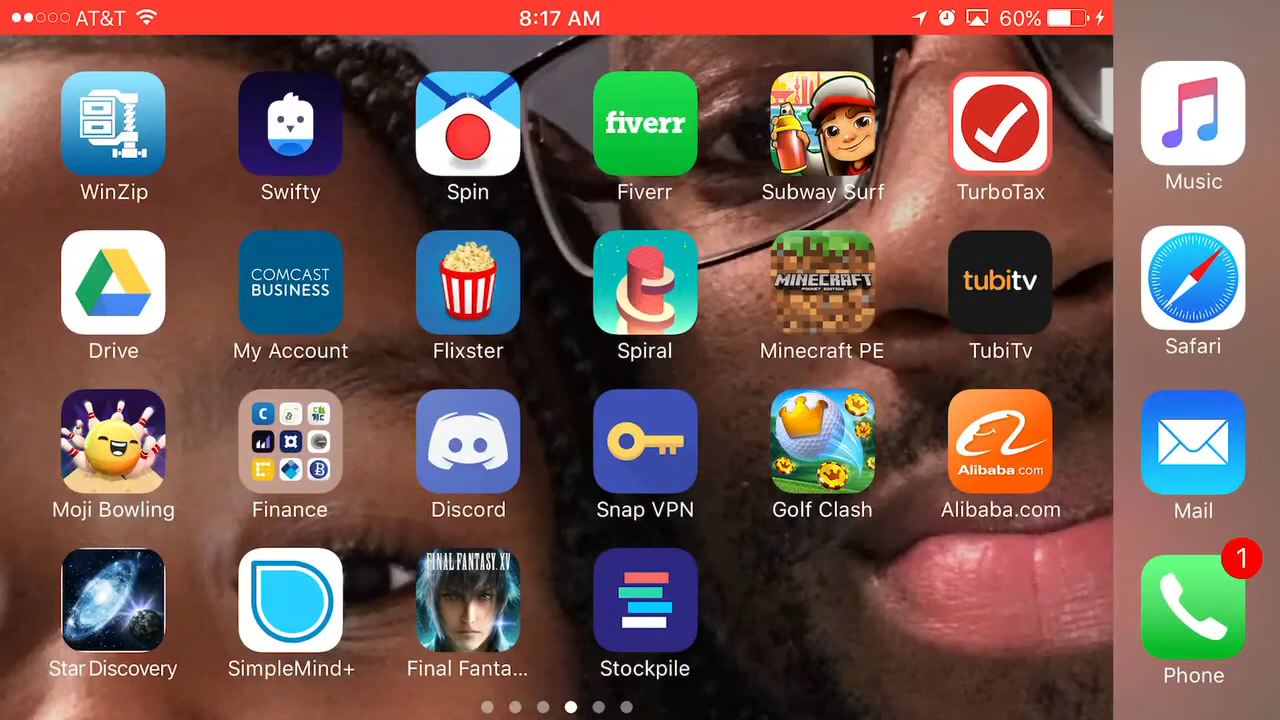 AT&T
8:17 AM
60%
WinZip
Swifty
Spin
fiverr
Fiverr
Subway Surf
TurboTax
Music
Drive
COMCAST
BUSINESS
My Account
Flixster
Spiral
MINECRAFT
POCKET EDITION
Minecraft PE
tubitv
TubiTv
Safari
Moji Bowling
Finance
Discord
Snap VPN
Golf Clash
Alibaba.com
Alibaba.com
Mail
Star Discovery
SimpleMind+
FINAL FANTASY XV
Final Fanta...
Stockpile
1
Phone